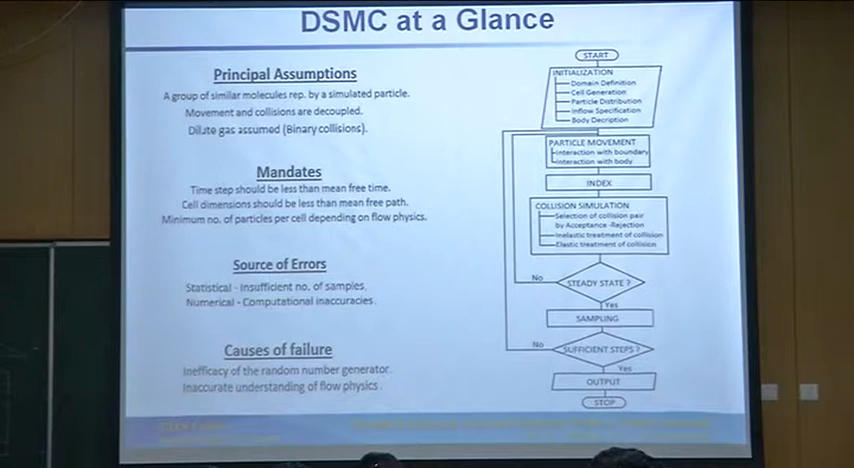 DSMC at a Glance
Principal Assumptions
A group of similar molecules rep. by a simulated particle.
Movement and collisions are decoupled.
Dilute gas assumed (Binary collisions).
Mandates
Time step should be less than mean free time.
Cell dimensions should be less than mean free path.
Minimum no. of particles per cell depending on flow physics.
Source of Errors
Statistical - Insufficient no. of samples.
Numerical - Computational inaccuracies.
Causes of failure
Inefficacy of the random number generator.
Inaccurate understanding of flow physics.
START
INITIALIZATION
Domain Definition
Cell Generation
Particle Distribution
Inflow Specification
Body Decription
PARTICLE MOVEMENT
Interaction with boundary
Interaction with body
INDEX
COLLISION SIMULATION
Selection of collision pair
by Acceptance -Rejection
Inelastic treatment of collision
Elastic treatment of collision
No
STEADY STATE ?
Yes
SAMPLING
No
SUFFICIENT STEPS ?
Yes
OUTPUT
STOP